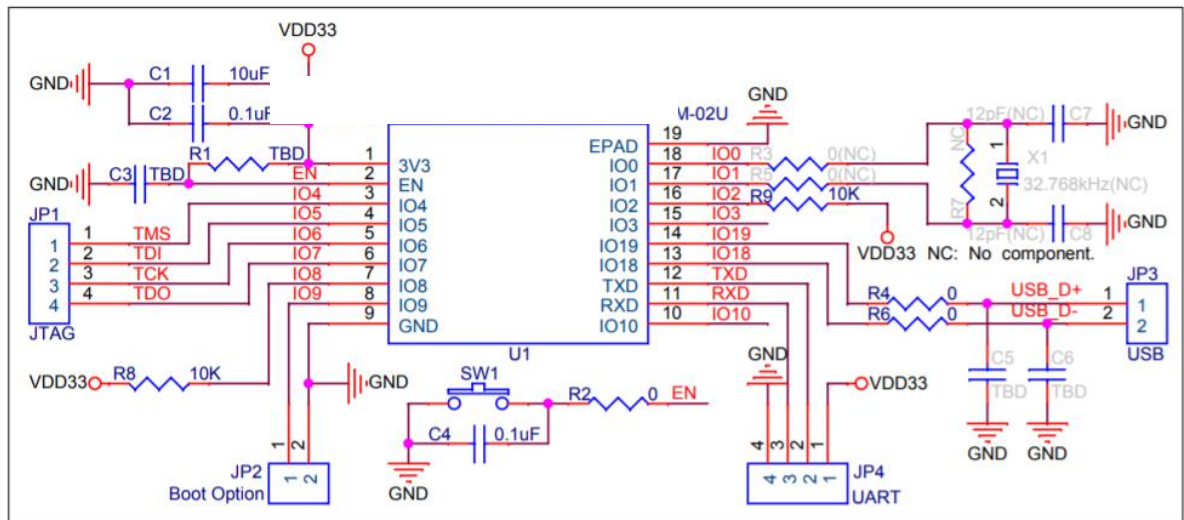 VDD33
GND
C1
10uF
C2
0.1uF
R1
TBD
GND
C3
TBD
EN
IO4
IO5
IO6
IO7
IO8
IO9
1
2
3
4
5
6
7
8
9
3V3
EN
IO4
IO5
IO6
IO7
IO8
IO9
GND
U1
M-02U
EPAD
IO0
IO1
IO2
IO3
IO19
IO18
TXD
RXD
IO10
19
18
17
16
15
14
13
12
11
10
IO0
IO1
IO2
IO3
IO19
IO18
TXD
RXD
IO10
GND
R3
0(NC)
R5
0(NC)
R9
10K
VDD33
12pF(NC)
C7
GND
NC
R7
1
X1
32.768kHz(NC)
2
12pF(NC)
C8
GND
NC: No component.
JP1
1
2
3
4
1
2
3
4
TMS
TDI
TCK
TDO
JTAG
R4
0
R6
0
USB_D+
USB_D-
JP3
1
2
1
2
USB
C5
TBD
C6
TBD
GND
GND
VDD33
R8
10K
GND
1
2
JP2
1
2
Boot Option
SW1
C4
0.1uF
GND
R2
0
EN
GND
VDD33
4
3
2
1
4
3
2
1
JP4
UART